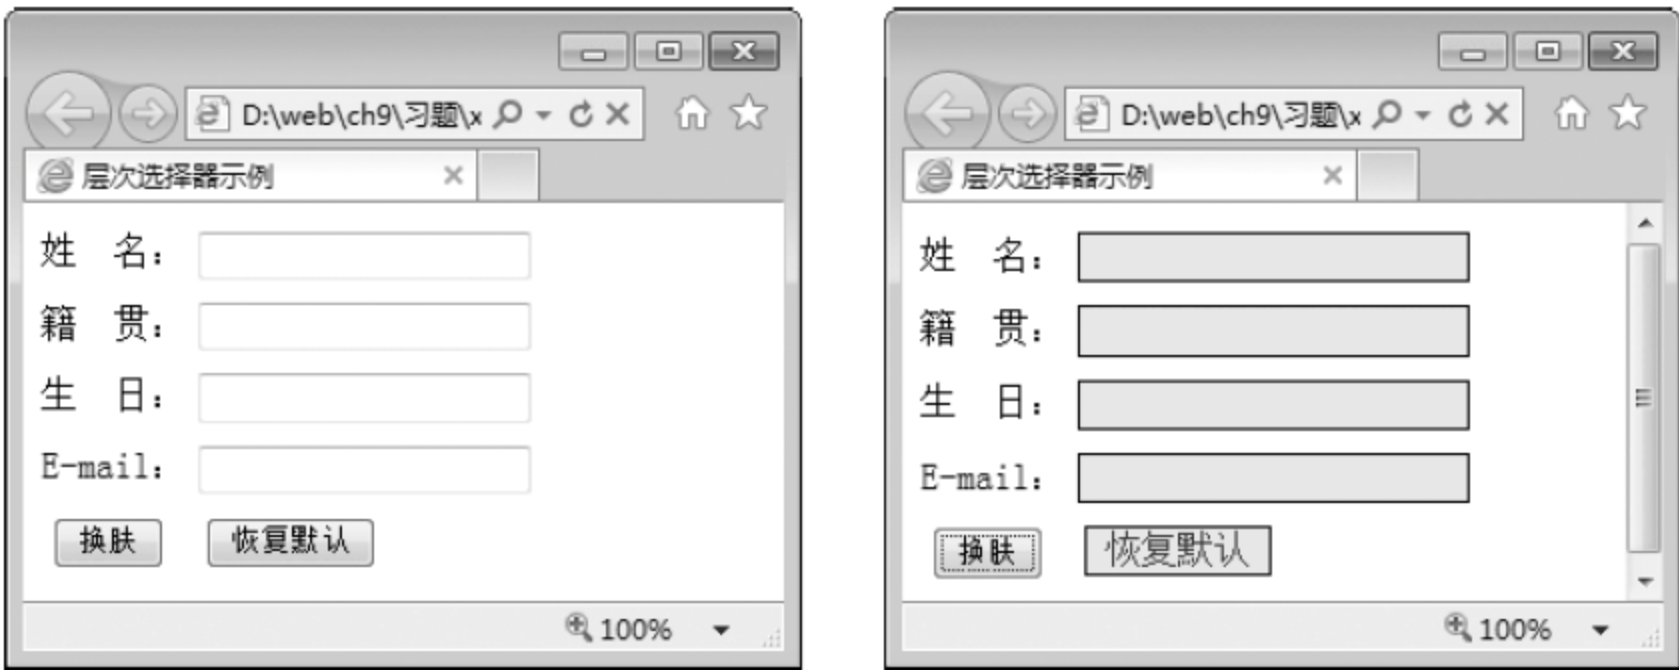 D:\web\ch9\习题\x
层次选择器示例
姓 名：
籍 贯：
生 日：
E-mail：
换肤 恢复默认
100%
D:\web\ch9\习题\x
层次选择器示例
姓 名：
籍 贯：
生 日：
E-mail：
换肤 恢复默认
100%